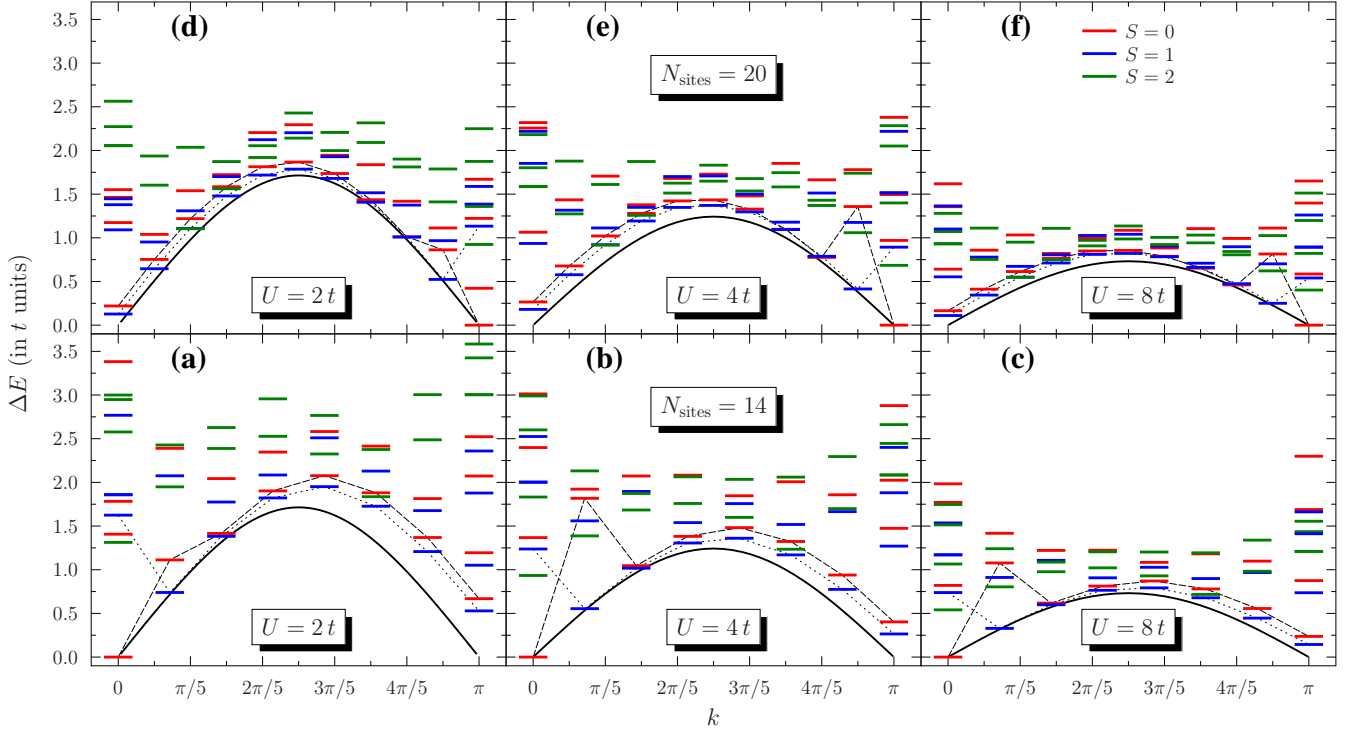 (d)
(e)
(f)
N_sites = 20
S = 0
S = 1
S = 2
3.5
3.0
2.5
2.0
1.5
1.0
0.5
0.0
U = 2 t
U = 4 t
U = 8 t
(a)
(b)
(c)
N_sites = 14
3.5
3.0
2.5
2.0
1.5
1.0
0.5
0.0
U = 2 t
U = 4 t
U = 8 t
ΔE (in t units)
0 π/5 2π/5 3π/5 4π/5 π
0 π/5 2π/5 3π/5 4π/5 π
0 π/5 2π/5 3π/5 4π/5 π
k